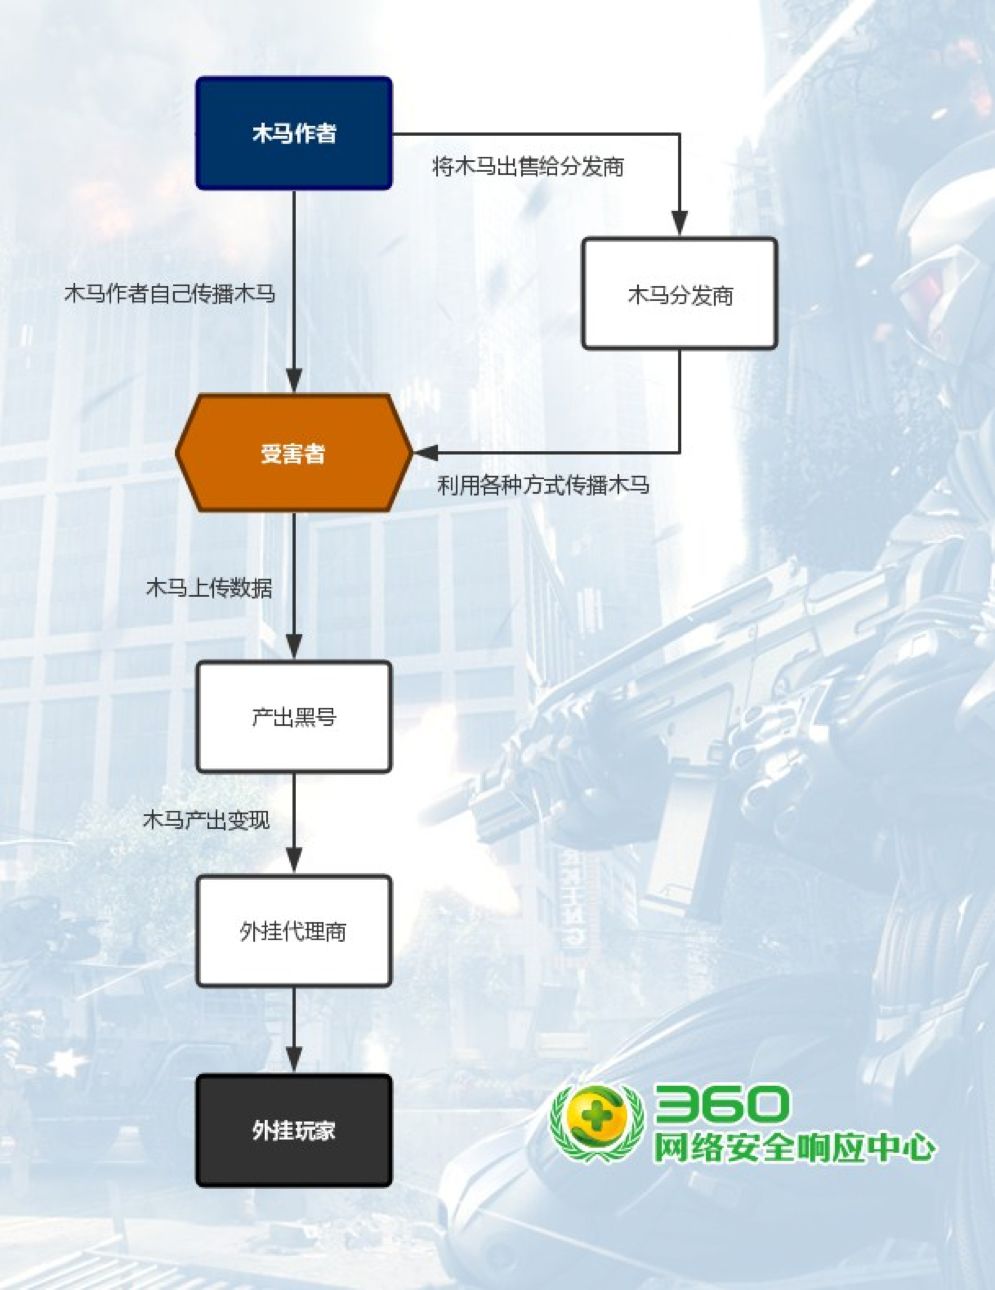 木马作者
将木马出售给分发商
木马分发商
木马作者自己传播木马
受害者
利用各种方式传播木马
木马上传数据
产出黑号
木马产出变现
外挂代理商
外挂玩家
360
网络安全响应中心